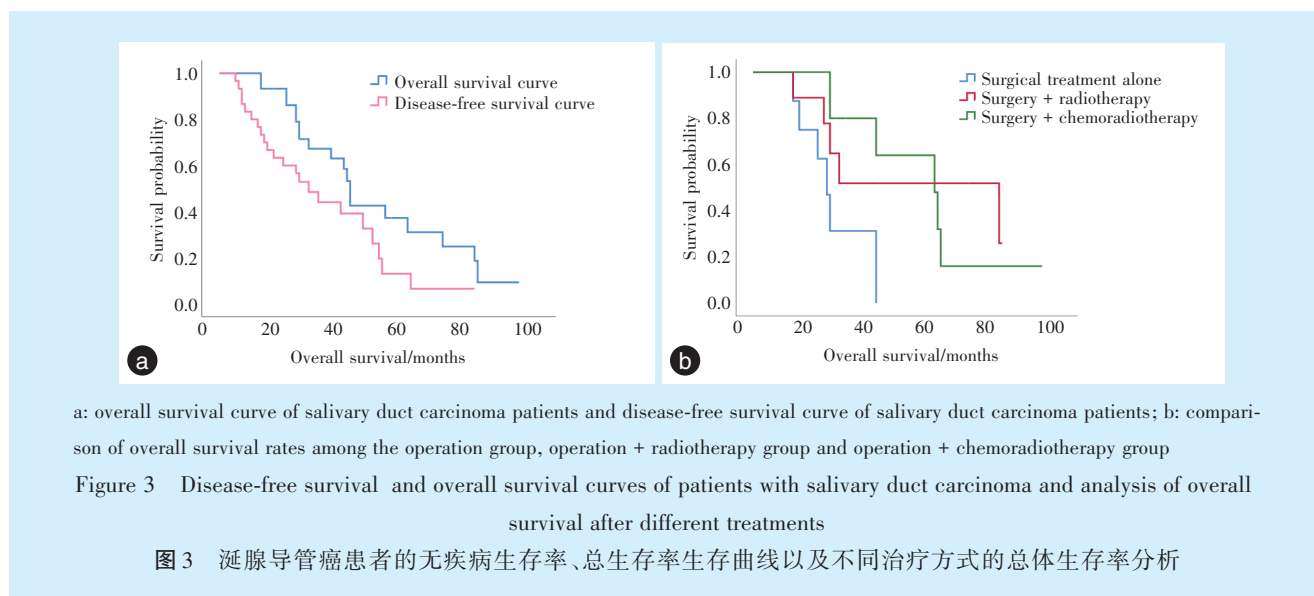 Overall survival curve
Disease-free survival curve
Survival probability
1.0
0.8
0.6
0.4
0.2
0.0
0 20 40 60 80 100
Overall survival/months
a
Surgical treatment alone
Surgery + radiotherapy
Surgery + chemoradiotherapy
Survival probability
1.0
0.8
0.6
0.4
0.2
0.0
0 20 40 60 80 100
Overall survival/months
b
a: overall survival curve of salivary duct carcinoma patients and disease-free survival curve of salivary duct carcinoma patients; b: compari-
son of overall survival rates among the operation group, operation + radiotherapy group and operation + chemoradiotherapy group
Figure 3 Disease-free survival and overall survival curves of patients with salivary duct carcinoma and analysis of overall
survival after different treatments
图3 涎腺导管癌患者的无疾病生存率、总生存率生存曲线以及不同治疗方式的总体生存率分析